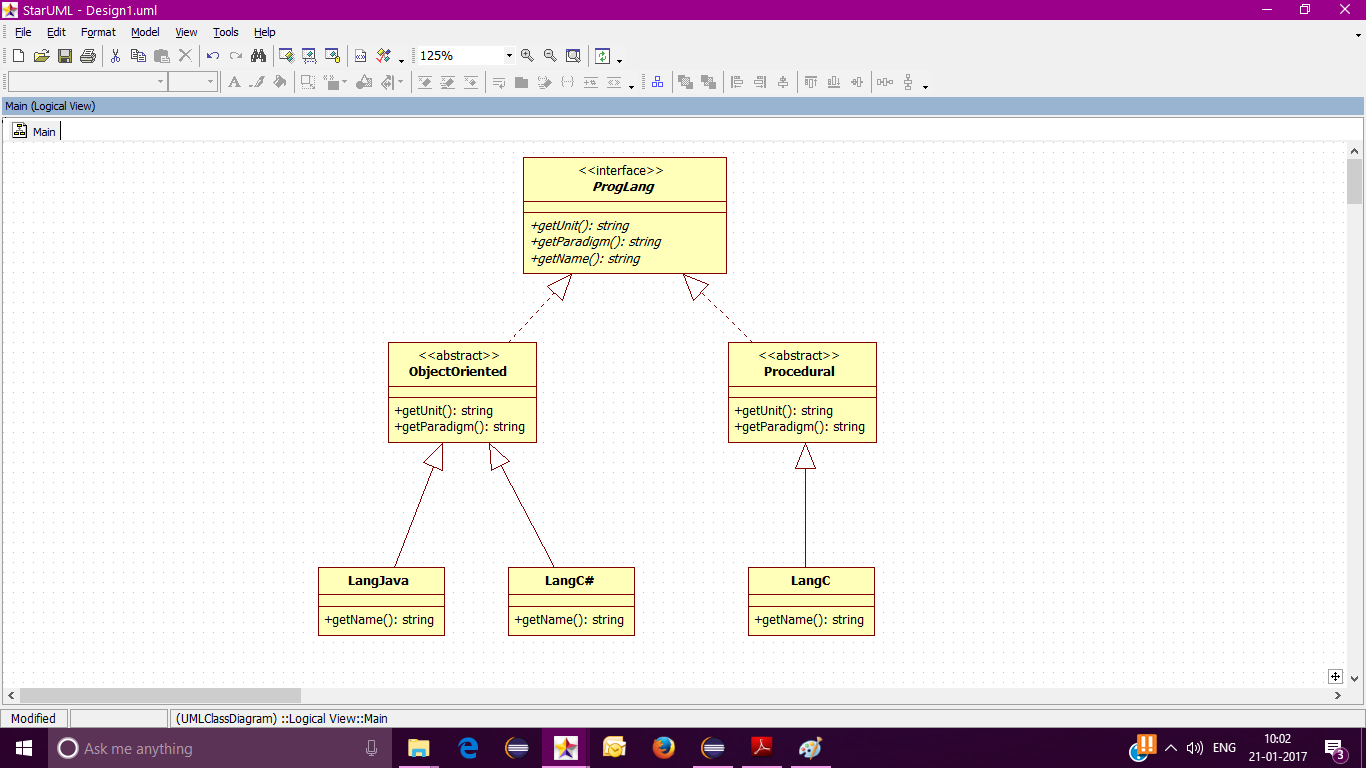 StarUML - Design1.uml
File Edit Format Model View Tools Help
125%
Main (Logical View)
Main
<<interface>>
ProgLang
+getUnit(): string
+getParadigm(): string
+getName(): string
<<abstract>>
ObjectOriented
+getUnit(): string
+getParadigm(): string
<<abstract>>
Procedural
+getUnit(): string
+getParadigm(): string
LangJava
+getName(): string
LangC#
+getName(): string
LangC
+getName(): string
Modified
(UMLClassDiagram) ::Logical View::Main
Ask me anything
ENG
10:02
21-01-2017
3